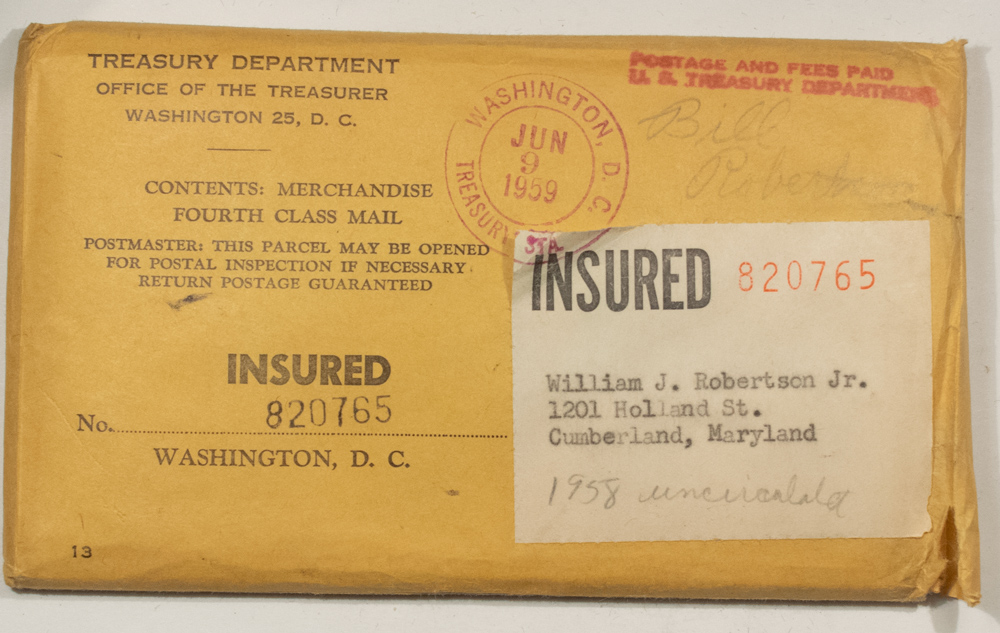 TREASURY DEPARTMENT
OFFICE OF THE TREASURER
WASHINGTON 25, D. C.
CONTENTS: MERCHANDISE
FOURTH CLASS MAIL
POSTMASTER: THIS PARCEL MAY BE OPENED
FOR POSTAL INSPECTION IF NECESSARY
RETURN POSTAGE GUARANTEED
INSURED
No. 820765
WASHINGTON, D. C.
13
WASHINGTON, D. C.
JUN
9
1959
TREASURY STA.
POSTAGE AND FEES PAID
U. S. TREASURY DEPARTMENT
Bill
Robertson
INSURED 820765
William J. Robertson Jr.
1201 Holland St.
Cumberland, Maryland
1958 uncirculated